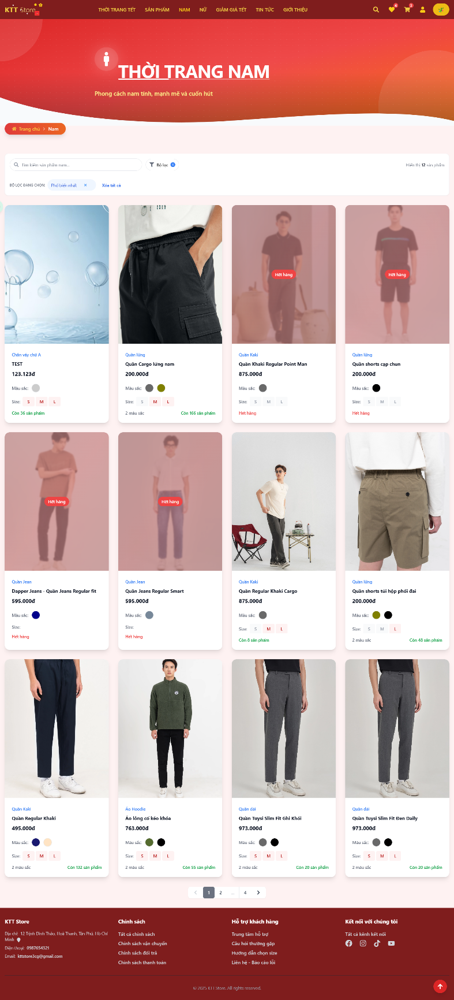 KTT Store
THỜI TRANG TẾT
SẢN PHẨM
NAM
NỮ
GIẢM GIÁ TẾT
TIN TỨC
GIỚI THIỆU
4
3
THỜI TRANG NAM
Phong cách nam tính, mạnh mẽ và cuốn hút
Trang chủ > Nam
Tìm kiếm sản phẩm nam...
Bộ lọc
Hiển thị 12 sản phẩm
BỘ LỌC ĐANG CHỌN:
Phổ biến nhất
Xóa tất cả
Hết hàng
Hết hàng
Chân váy chữ A
TEST
123.123đ
Màu sắc:
Size: S M L
Còn 36 sản phẩm
Quần lửng
Quần Cargo lửng nam
200.000đ
Màu sắc:
Size: S M L
2 màu sắc
Còn 166 sản phẩm
Quần Kaki
Quần Khaki Regular Point Man
875.000đ
Màu sắc:
Size: S M L
Hết hàng
Quần lửng
Quần shorts cạp chun
200.000đ
Màu sắc:
Size: S M L
Hết hàng
Hết hàng
Hết hàng
Quần Jean
Dapper Jeans - Quần Jeans Regular fit
595.000đ
Màu sắc:
Size:
Hết hàng
Quần Jean
Quần Jeans Regular Smart
595.000đ
Màu sắc:
Size:
Hết hàng
Quần Kaki
Quần Regular Khaki Cargo
875.000đ
Màu sắc:
Size: S M L
Còn 8 sản phẩm
Quần lửng
Quần shorts túi hộp phối đai
200.000đ
Màu sắc:
Size: S M L
2 màu sắc
Còn 48 sản phẩm
Quần Kaki
Quần Regular Khaki
495.000đ
Màu sắc:
Size: S M L
2 màu sắc
Còn 132 sản phẩm
Áo Hoodie
Áo lông cổ kéo khóa
763.000đ
Màu sắc:
Size: S M L
2 màu sắc
Còn 55 sản phẩm
Quần dài
Quần Tuysi Slim Fit Ghi Khói
973.000đ
Màu sắc:
Size: S M L
2 màu sắc
Còn 20 sản phẩm
Quần dài
Quần Tuysi Slim Fit Đen Daily
973.000đ
Màu sắc:
Size: S M L
2 màu sắc
Còn 20 sản phẩm
1 2 ... 4
KTT Store
Địa chỉ: 12 Trịnh Đình Thảo, Hoà Thanh, Tân Phú, Hồ Chí
Minh
Điện thoại: 0987654321
Email: kttstore3cg@gmail.com
Chính sách
Tất cả chính sách
Chính sách vận chuyển
Chính sách đổi trả
Chính sách thanh toán
Hỗ trợ khách hàng
Trung tâm hỗ trợ
Câu hỏi thường gặp
Hướng dẫn chọn size
Liên hệ - Báo cáo lỗi
Kết nối với chúng tôi
Tất cả kênh kết nối
© 2025 KTT Store. All rights reserved.